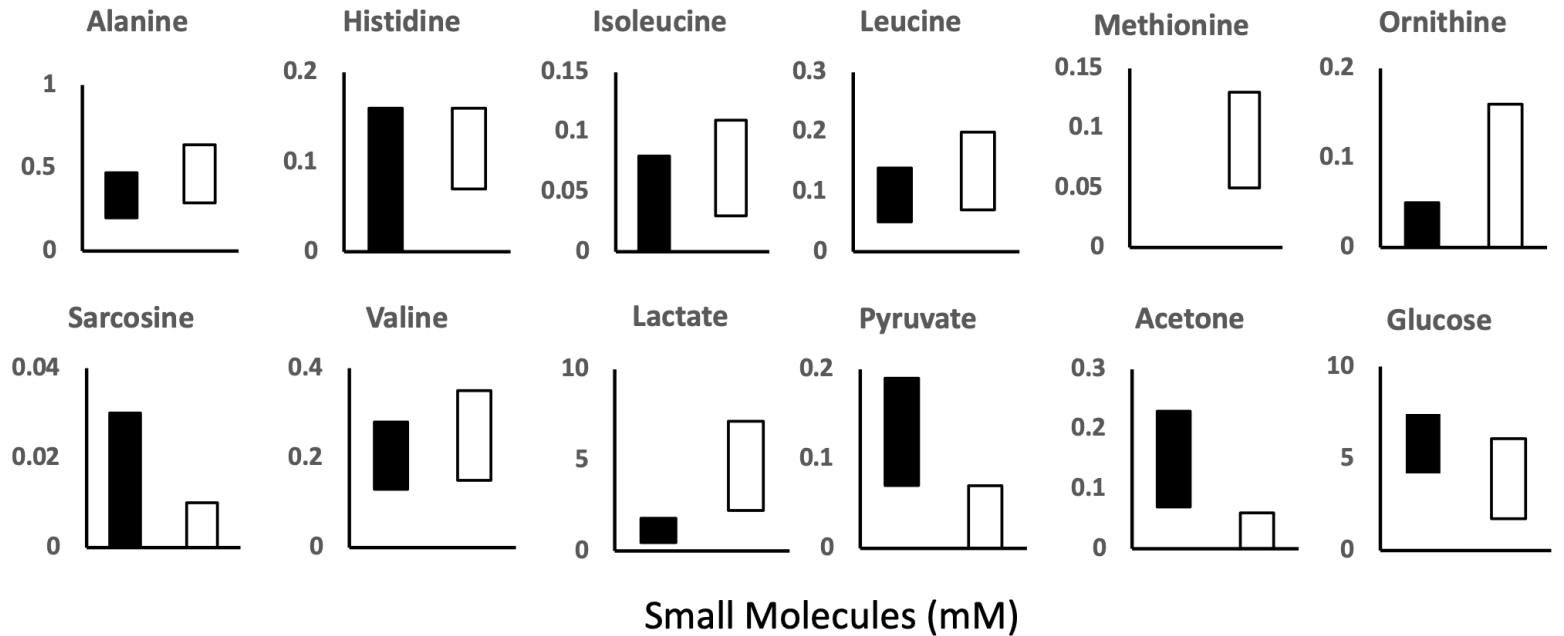 Alanine Histidine Isoleucine Leucine Methionine Ornithine
1 0.2 0.15 0.3 0.15 0.2
0.5 0.1 0.1 0.2 0.1 0.1
0.05 0.1 0.05
0 0 0 0 0 0
Sarcosine Valine Lactate Pyruvate Acetone Glucose
0.04 0.4 10 0.2 0.3 10
0.02 0.2 5 0.1 0.2 5
0.1
0 0 0 0 0 0
Small Molecules (mM)